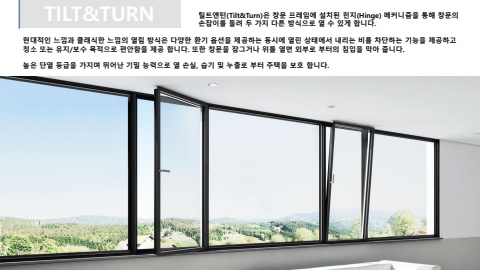 TILT&TURN
틸트앤턴(Tilt&Turn)은 창문 프레임에 설치된 힌지(Hinge) 메커니즘을 통해 창문의
손잡이를 돌려 두 가지 다른 방식으로 열 수 있게 합니다.
현대적인 느낌과 클래식한 느낌의 열림 방식은 다양한 환기 옵션을 제공하는 동시에 열린 상태에서 내리는 비를 차단하는 기능을 제공하고
청소 또는 유지/보수 목적으로 편안함을 제공 합니다. 또한 창문을 잠그거나 위를 열면 외부로 부터의 침입을 막아 줍니다.
높은 단열 등급을 가지며 뛰어난 기밀 능력으로 열 손실, 습기 및 누출로 부터 주택을 보호 합니다.